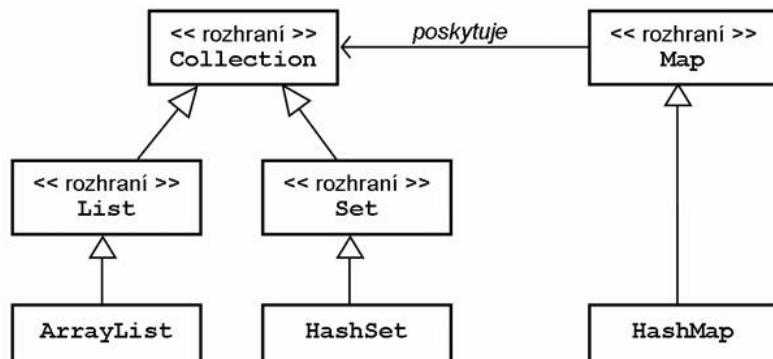 << rozhraní >>
Collection
poskytuje
<< rozhraní >>
Map
<< rozhraní >>
List
<< rozhraní >>
Set
ArrayList
HashSet
HashMap